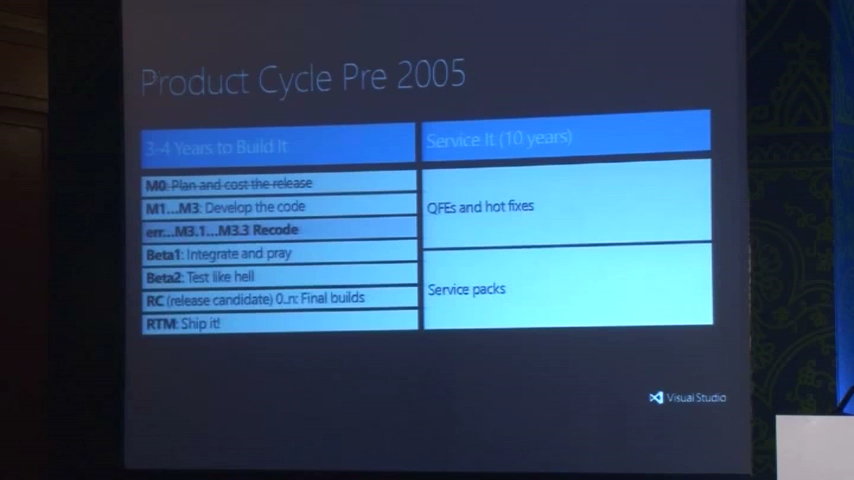 Product Cycle Pre 2005
3-4 Years to Build It
Service It (10 years)
M0: Plan and cost the release
M1...M3: Develop the code
err...M3.1...M3.3 Recode
Beta1: Integrate and pray
Beta2: Test like hell
RC (release candidate) 0..n: Final builds
RTM: Ship it!
QFEs and hot fixes
Service packs
Visual Studio